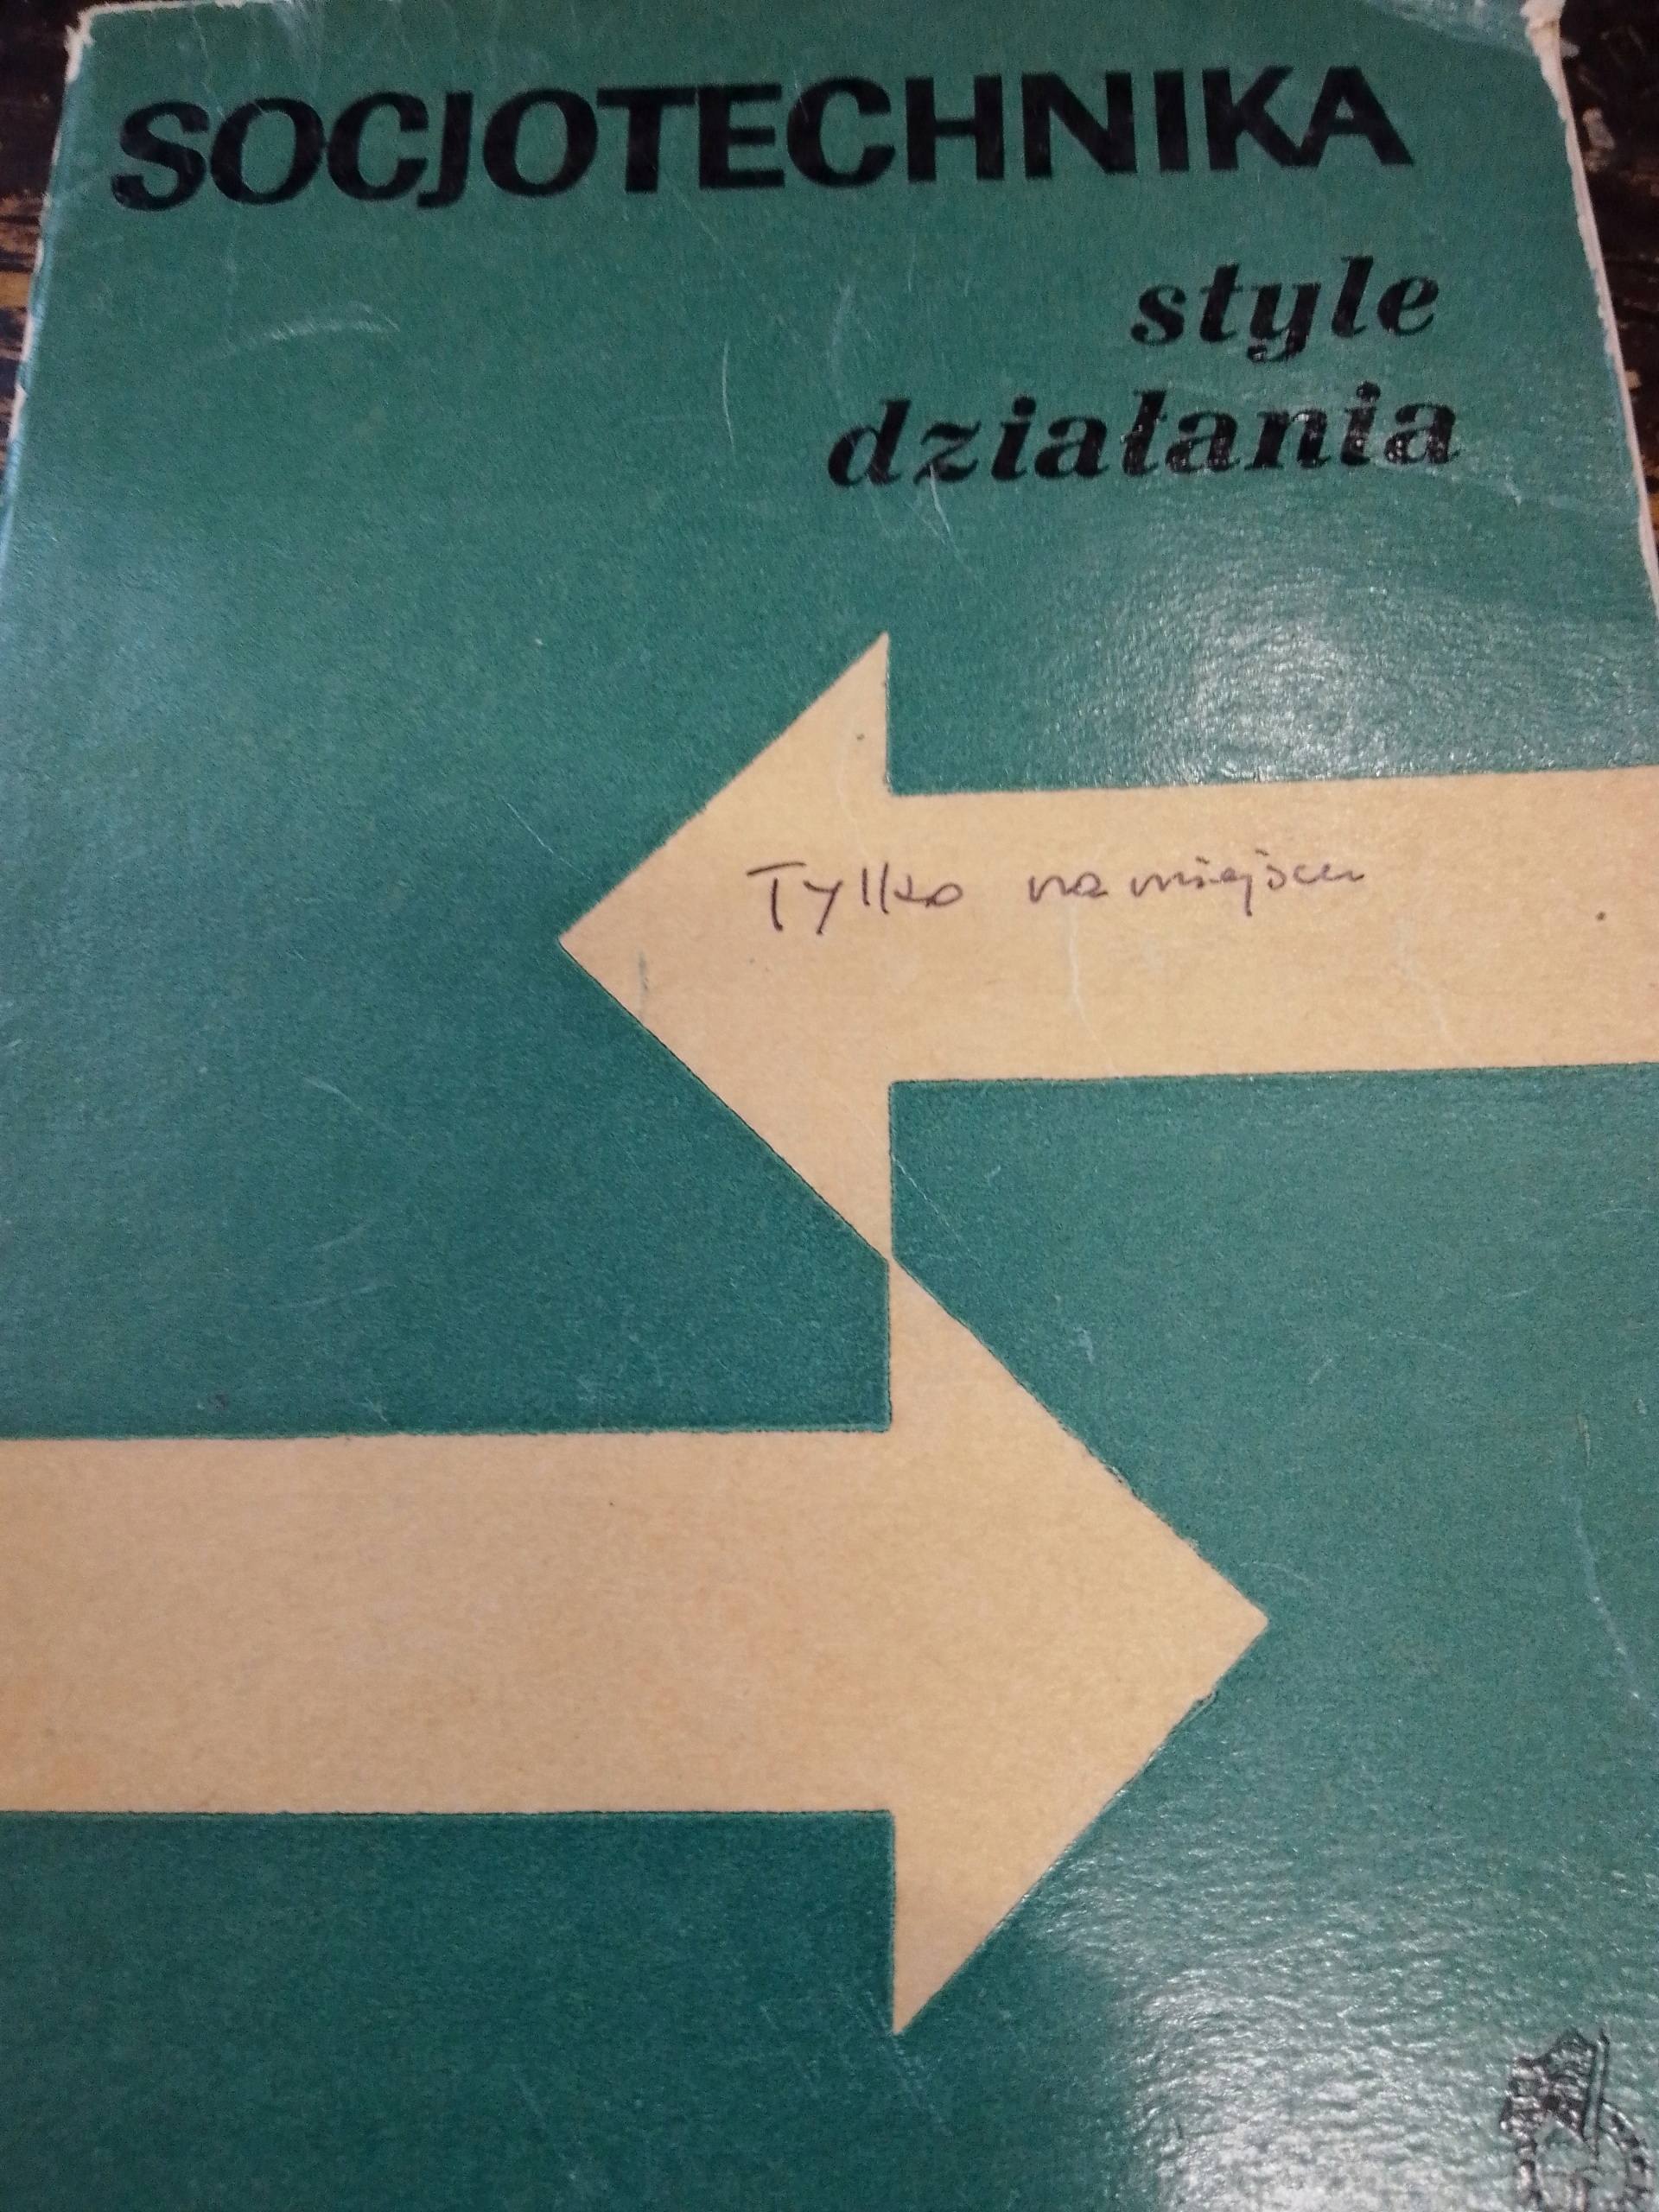 SOCJOTECHNIKA
style
działania
Tylko na miejscu